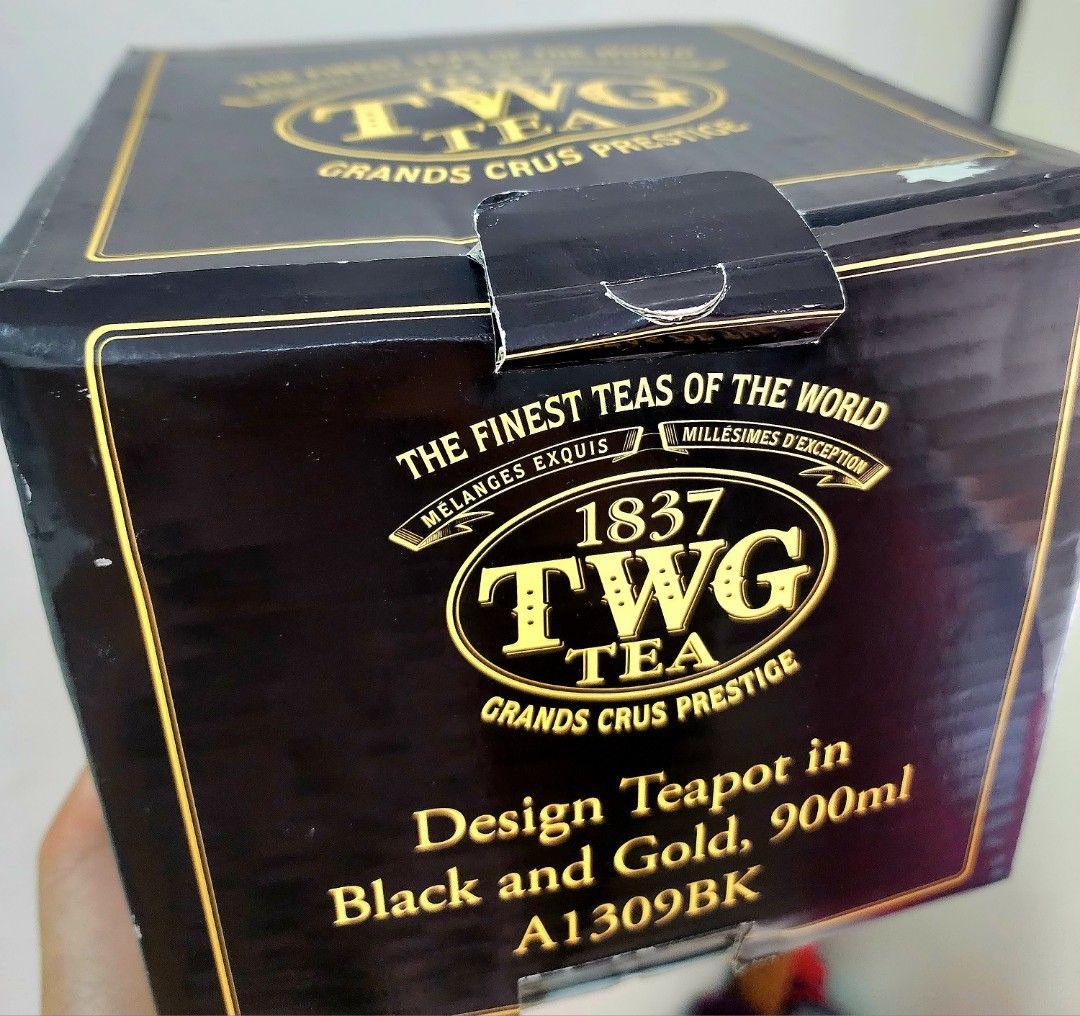 THE FINEST TEAS OF THE WORLD
1837
TWG
TEA
GRANDS CRUS PRESTIGE
THE FINEST TEAS OF THE WORLD
MÉLANGES EXQUIS MILLÉSIMES D'EXCEPTION
1837
TWG
TEA
GRANDS CRUS PRESTIGE
Design Teapot in
Black and Gold, 900ml
A1309BK